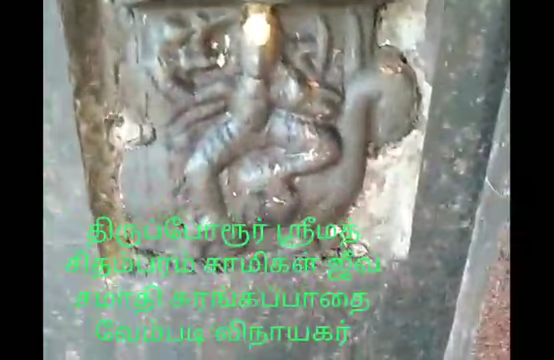 திருப்போரூர் ஸ்ரீமத்
சிதம்பரம் சாமிகள் ஜீவ
சமாதி சுரங்கப்பாதை
வேம்படி விநாயகர்